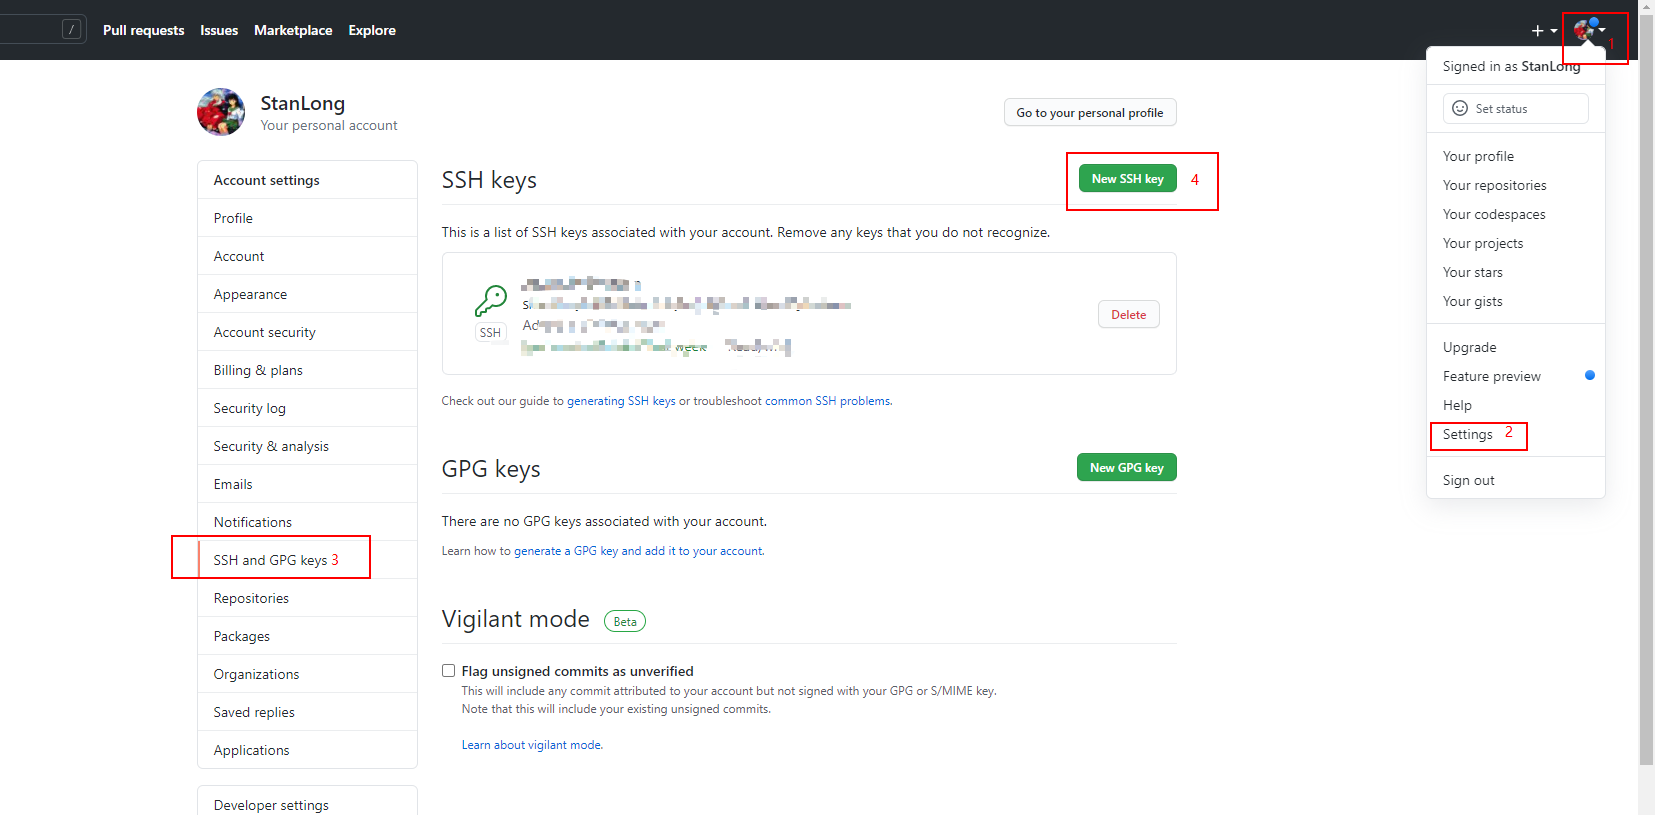 /
Pull requests
Issues
Marketplace
Explore
1
Signed in as StanLong
Set status
Your profile
Your repositories
Your codespaces
Your projects
Your stars
Your gists
Upgrade
Feature preview
Help
Settings 2
Sign out
StanLong
Your personal account
Go to your personal profile
Account settings
Profile
Account
Appearance
Account security
Billing & plans
Security log
Security & analysis
Emails
Notifications
SSH and GPG keys 3
Repositories
Packages
Organizations
Saved replies
Applications
Developer settings
SSH keys
New SSH key 4
This is a list of SSH keys associated with your account. Remove any keys that you do not recognize.
SSH
week
Delete
Check out our guide to generating SSH keys or troubleshoot common SSH problems.
GPG keys
New GPG key
There are no GPG keys associated with your account.
Learn how to generate a GPG key and add it to your account.
Vigilant mode Beta
Flag unsigned commits as unverified
This will include any commit attributed to your account but not signed with your GPG or S/MIME key.
Note that this will include your existing unsigned commits.
Learn about vigilant mode.